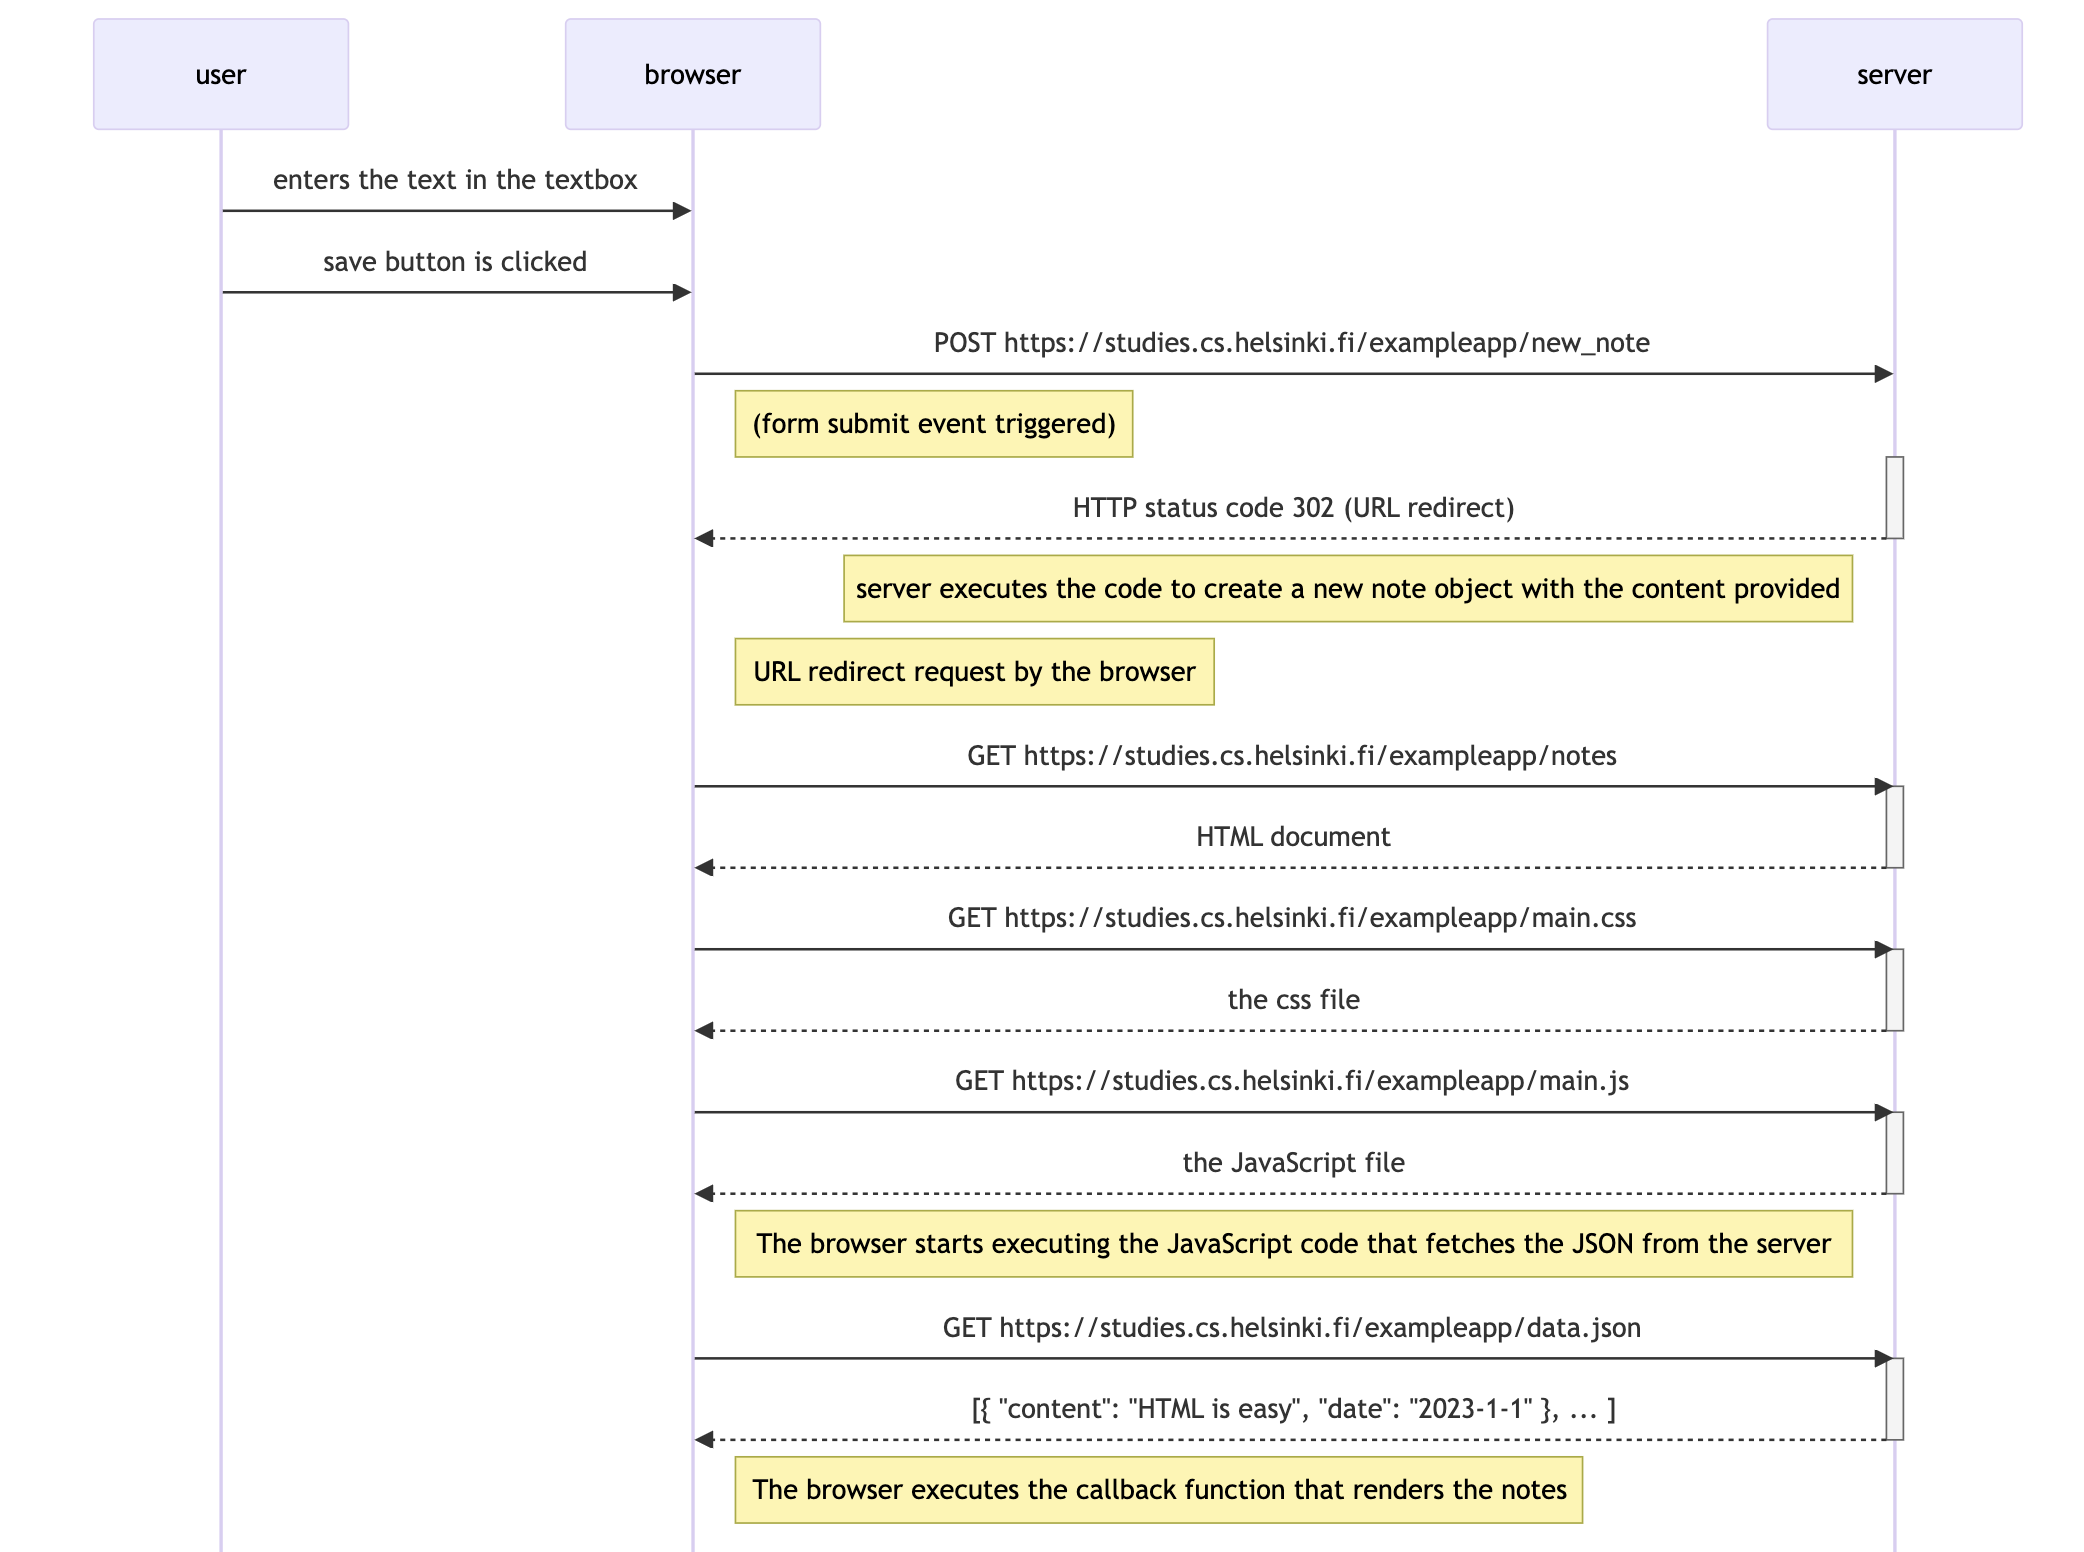 user
browser
server
enters the text in the textbox
save button is clicked
POST https://studies.cs.helsinki.fi/exampleapp/new_note
(form submit event triggered)
HTTP status code 302 (URL redirect)
server executes the code to create a new note object with the content provided
URL redirect request by the browser
GET https://studies.cs.helsinki.fi/exampleapp/notes
HTML document
GET https://studies.cs.helsinki.fi/exampleapp/main.css
the css file
GET https://studies.cs.helsinki.fi/exampleapp/main.js
the JavaScript file
The browser starts executing the JavaScript code that fetches the JSON from the server
GET https://studies.cs.helsinki.fi/exampleapp/data.json
[{ "content": "HTML is easy", "date": "2023-1-1" }, ... ]
The browser executes the callback function that renders the notes